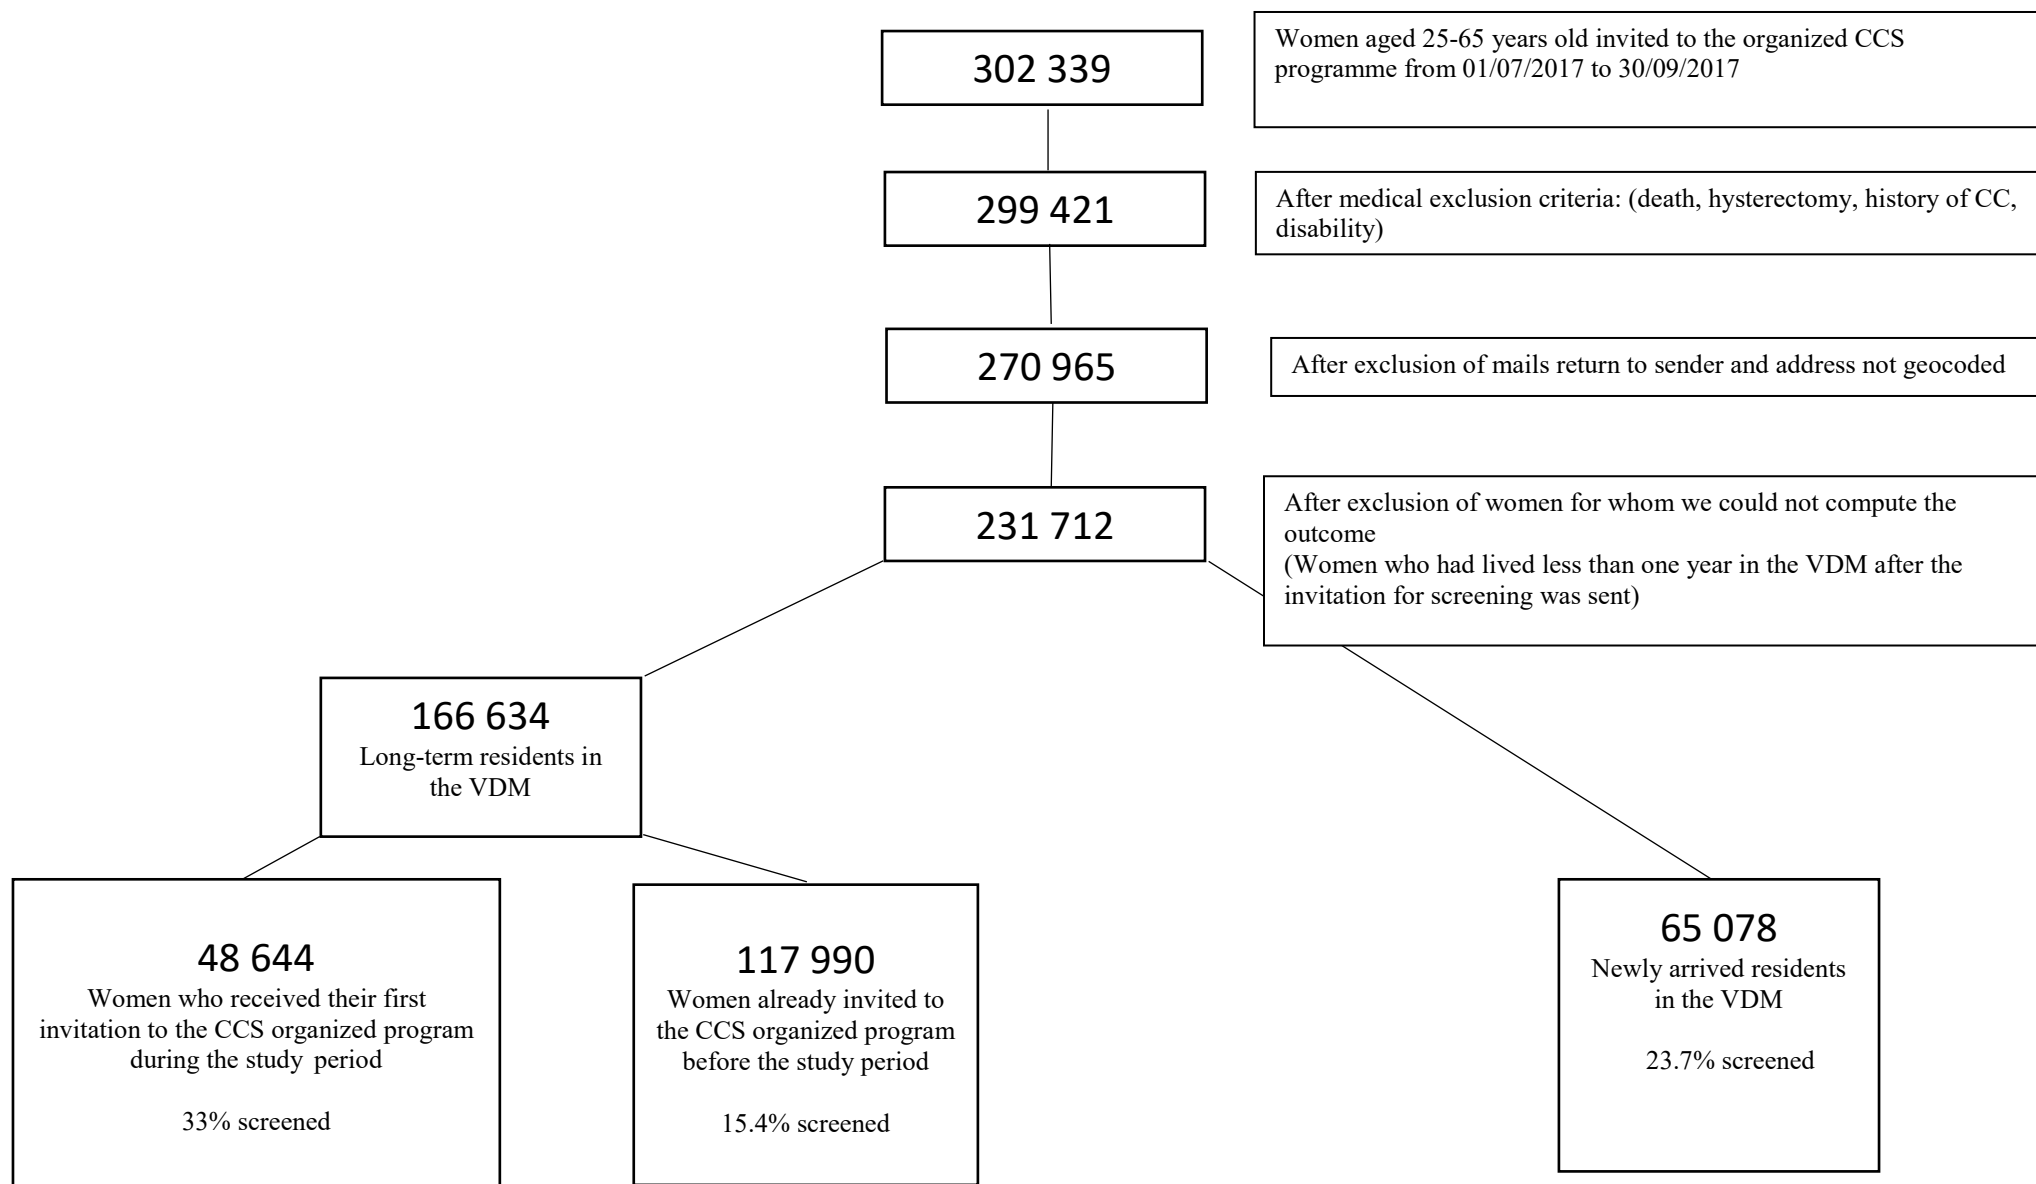 302 339
Women aged 25-65 years old invited to the organized CCS
programme from 01/07/2017 to 30/09/2017
299 421
After medical exclusion criteria: (death, hysterectomy, history of CC,
disability)
270 965
After exclusion of mails return to sender and address not geocoded
231 712
After exclusion of women for whom we could not compute the
outcome
(Women who had lived less than one year in the VDM after the
invitation for screening was sent)
166 634
Long-term residents in
the VDM
48 644
Women who received their first
invitation to the CCS organized program
during the study period
33% screened
117 990
Women already invited to
the CCS organized program
before the study period
15.4% screened
65 078
Newly arrived residents
in the VDM
23.7% screened